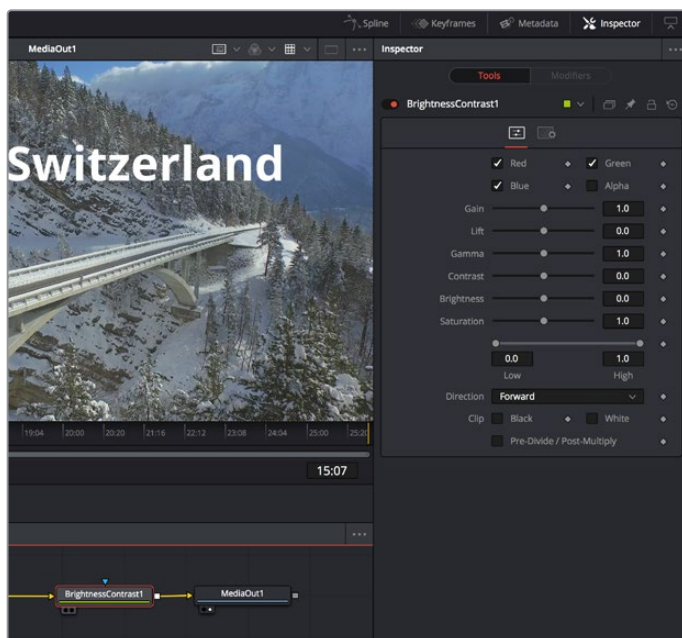 Spline Keyframes Metadata Inspector
MediaOut1
Inspector
Switzerland
Tools Modifiers
BrightnessContrast1
Red Green
Blue Alpha
Gain 1.0
Lift 0.0
Gamma 1.0
Contrast 0.0
Brightness 0.0
Saturation 1.0
0.0 1.0
Low High
Direction Forward
Clip Black White
Pre-Divide / Post-Multiply
19:04 20:00 20:20 21:16 22:12 23:08 24:04 25:00 25:20
15:07
BrightnessContrast1 MediaOut1